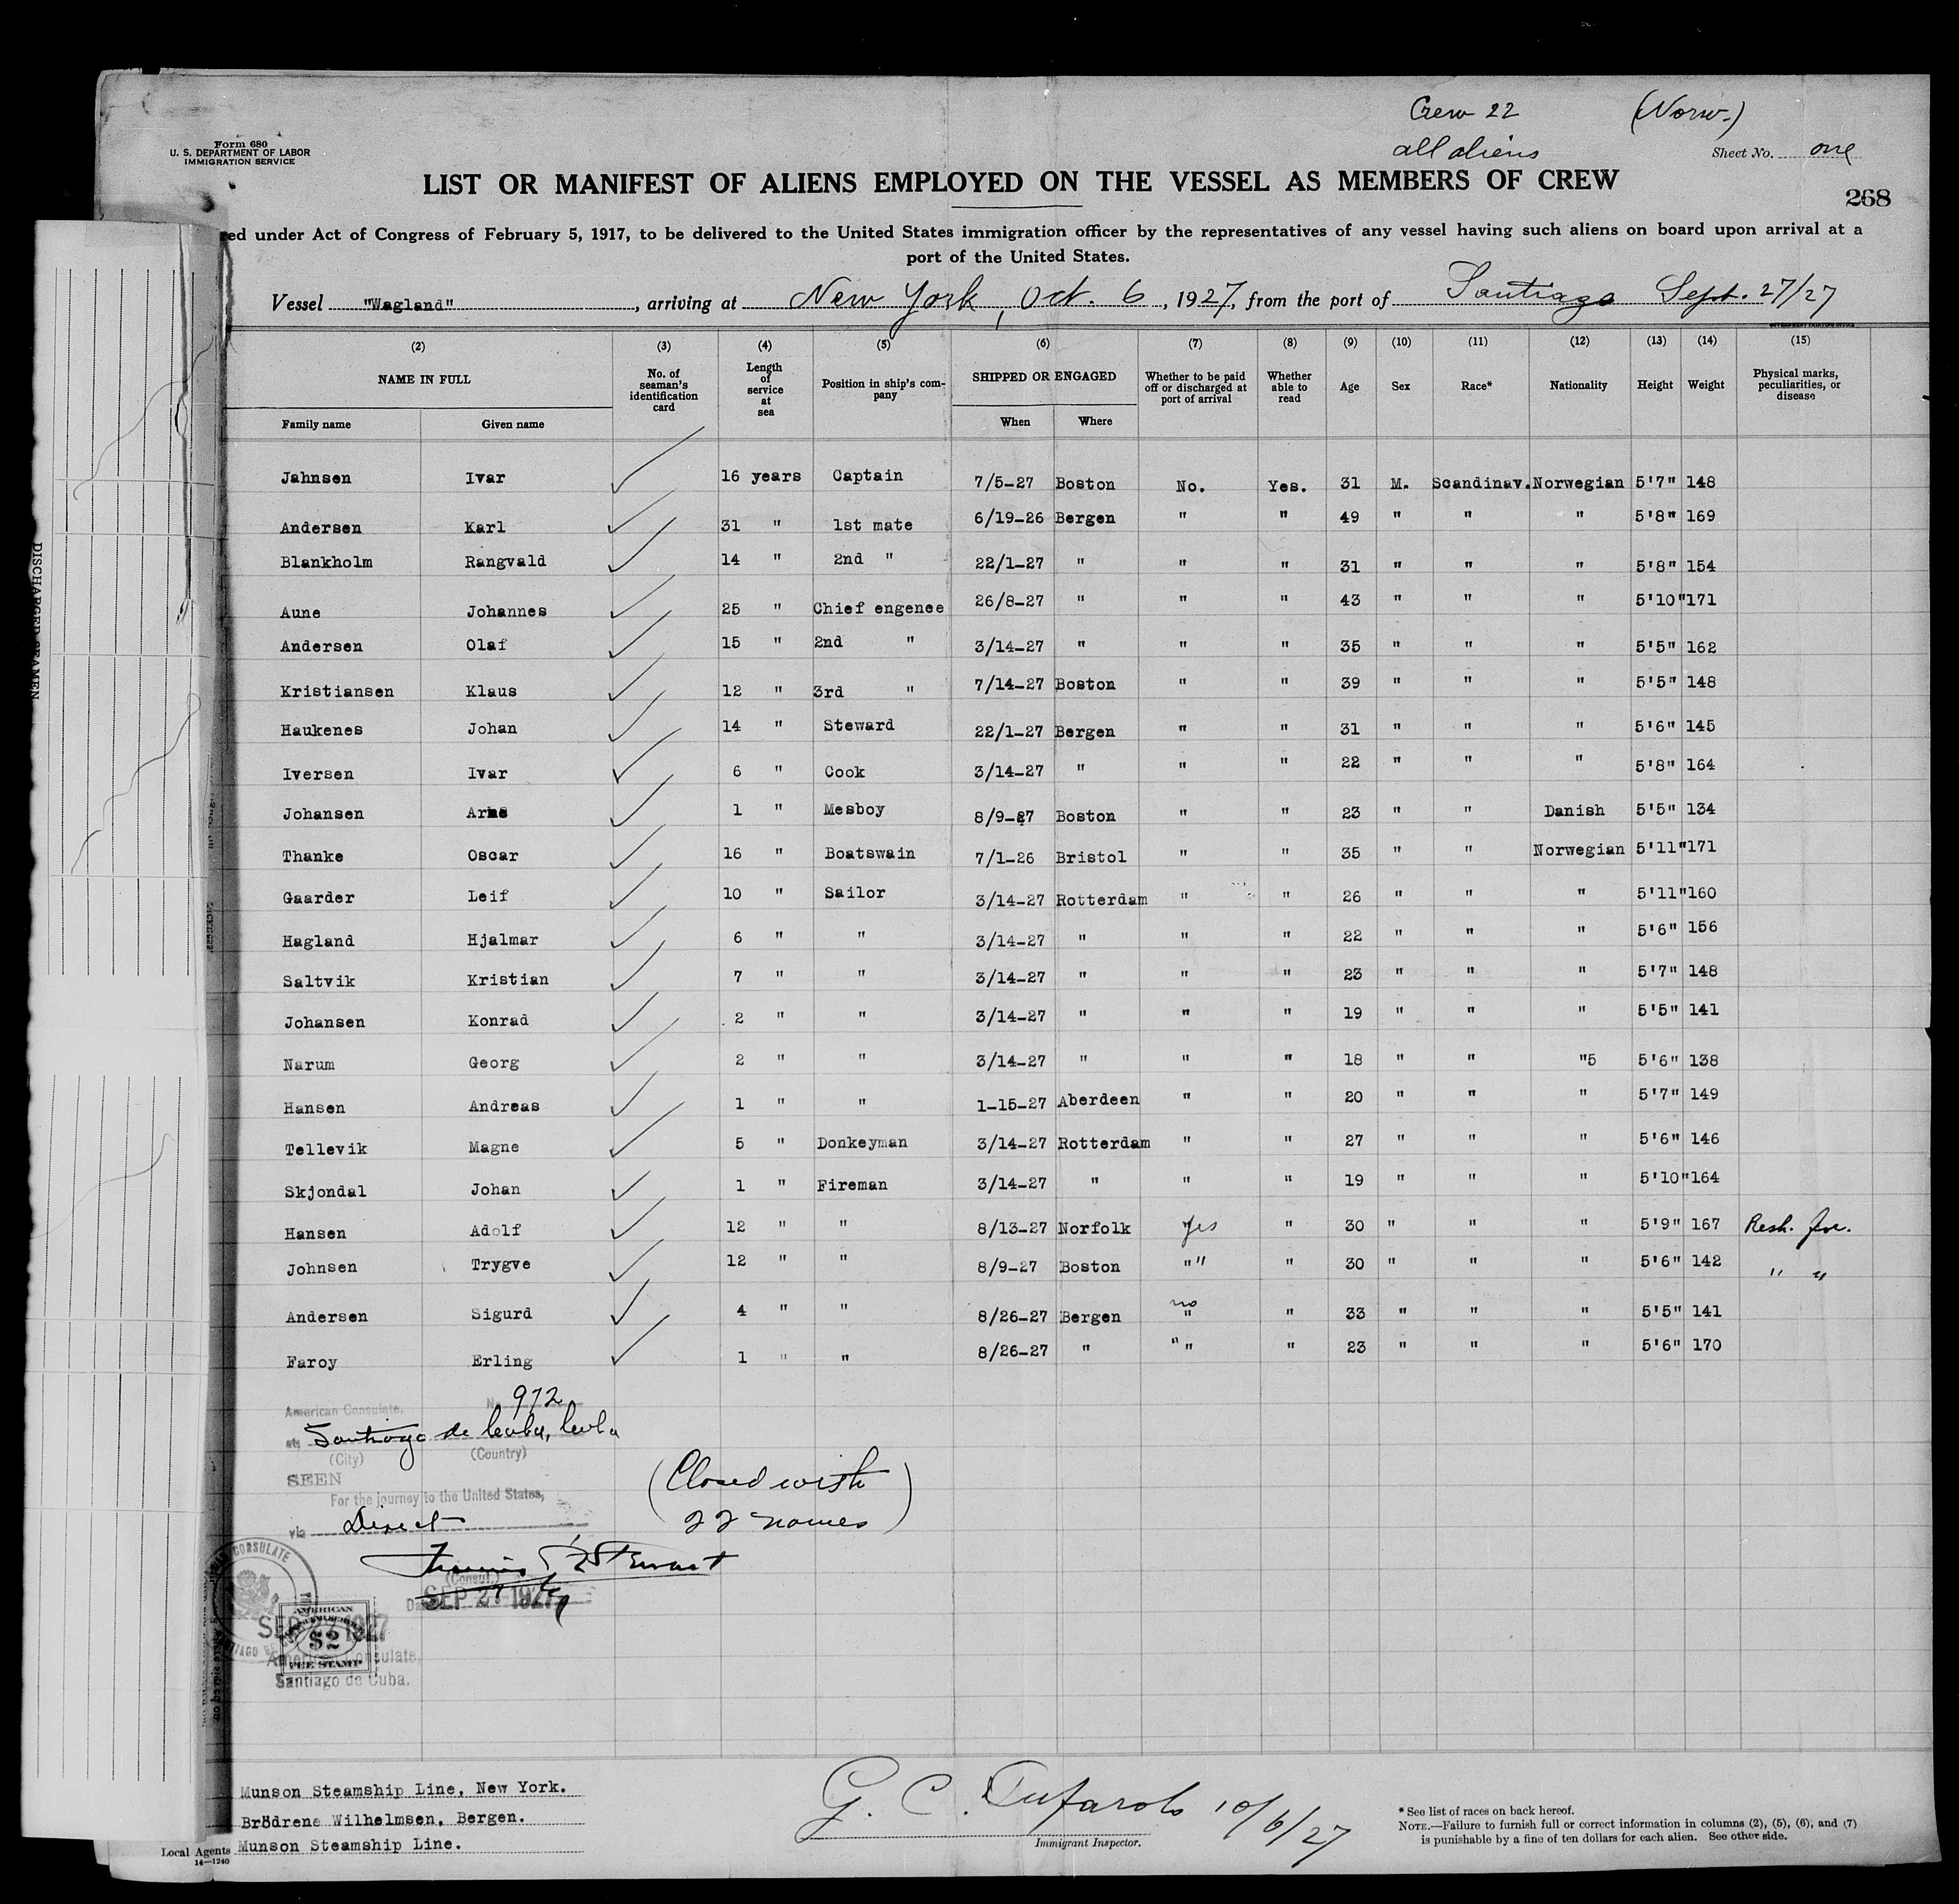 Crew 22 (Norw.)
all aliens
Form 680
U. S. DEPARTMENT OF LABOR
IMMIGRATION SERVICE
Sheet No. one
LIST OR MANIFEST OF ALIENS EMPLOYED ON THE VESSEL AS MEMBERS OF CREW
268
red under Act of Congress of February 5, 1917, to be delivered to the United States immigration officer by the representatives of any vessel having such aliens on board upon arrival at a
port of the United States.
Vessel "Wagland", arriving at New York, Oct. 6, 1927, from the port of Santiago Sept. 27/27
(2) (3) (4) (5) (6) (7) (8) (9) (10) (11) (12) (13) (14) (15)
NAME IN FULL No. of seaman's identification card Length of service at sea Position in ship's company SHIPPED OR ENGAGED Whether to be paid off or discharged at port of arrival Whether able to read Age Sex Race* Nationality Height Weight Physical marks, peculiarities, or disease
Family name Given name When Where
Jahnsen Ivar 16 years Captain 7/5-27 Boston No. Yes. 31 M. Scandinav. Norwegian 5'7" 148
Andersen Karl 31 " 1st mate 6/19-26 Bergen " " 49 " " " 5'8" 169
Blankholm Rangvald 14 " 2nd " 22/1-27 " " " 31 " " " 5'8" 154
Aune Johannes 25 " Chief engenee 26/8-27 " " " 43 " " " 5'10" 171
Andersen Olaf 15 " 2nd " 3/14-27 " " " 35 " " " 5'5" 162
Kristiansen Klaus 12 " 3rd " 7/14-27 Boston " " 39 " " " 5'5" 148
Haukenes Johan 14 " Steward 22/1-27 Bergen " " 31 " " " 5'6" 145
Iversen Ivar 6 " Cook 3/14-27 " " " 22 " " " 5'8" 164
Johansen 1 " Mesboy 8/9-27 Boston " " 23 " " Danish 5'5" 134
Thanke Oscar 16 " Boatswain 7/1-26 Bristol " " 35 " " Norwegian 5'11" 171
Gaarder Leif 10 " Sailor 3/14-27 Rotterdam " " 26 " " " 5'11" 160
Hagland Hjalmar 6 " " 3/14-27 " " " 22 " " " 5'6" 156
Saltvik Kristian 7 " " 3/14-27 " " " 23 " " " 5'7" 148
Johansen Konrad 2 " " 3/14-27 " " " 19 " " " 5'5" 141
Narum Georg 2 " " 3/14-27 " " " 18 " " "5 5'6" 138
Hansen Andreas 1 " " 1-15-27 Aberdeen " " 20 " " " 5'7" 149
Tellevik Magne 5 " Donkeyman 3/14-27 Rotterdam " " 27 " " " 5'6" 146
Skjondal Johan 1 " Fireman 3/14-27 " " " 19 " " " 5'10" 164
Hansen Adolf 12 " " 8/13-27 Norfolk yes " 30 " " " 5'9" 167 Resh. for.
Johnsen Trygve 12 " " 8/9-27 Boston " " " 30 " " " 5'6" 142 " "
Andersen Sigurd 4 " " 8/26-27 Bergen no " " 33 " " " 5'5" 141
Faroy Erling 1 " " 8/26-27 " " " " 23 " " " 5'6" 170
American Consulate, No. 972
at Santiago de Cuba, Cuba
(City) (Country)
SEEN
For the journey to the United States,
via Direct
(Closed with
22 names)
Stewart
(Consul.)
Date SEP 27 1927
CONSULATE
SEP 27 1927
AMERICAN
$2
FEE STAMP
American Consulate,
Santiago de Cuba.
DISCHARGED SEAMEN
Munson Steamship Line, New York.
Brödrene Wilhelmsen, Bergen.
Local Agents Munson Steamship Line.
14—1240
G. C. Tufarolo 10/6/27
Immigrant Inspector.
* See list of races on back hereof.
NOTE.—Failure to furnish full or correct information in columns (2), (5), (6), and (7)
is punishable by a fine of ten dollars for each alien. See other side.